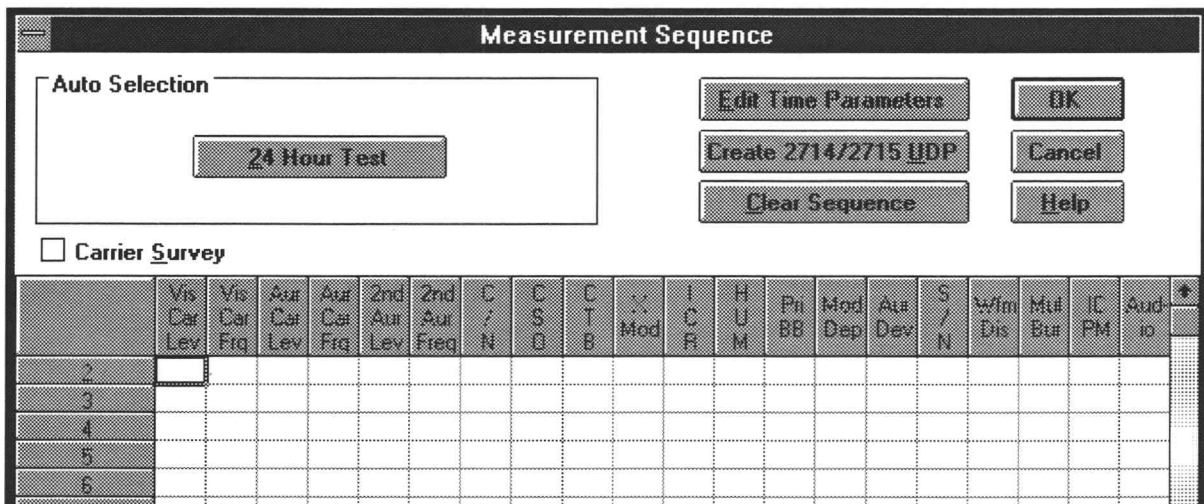 Measurement Sequence
Auto Selection
24 Hour Test
Edit Time Parameters
OK
Create 2714/2715 UDP
Cancel
Clear Sequence
Help
Carrier Survey
Vis Car Lev
Vis Car Frq
Aur Car Lev
Aur Car Frq
2nd Aur Lev
2nd Aur Freq
C / N
C S O
C T B
Mod
I C R
H U M
Pri BB
Mod Dep
Aur Dev
S / N
Wfm Dis
Mul Bur
IC PM
Aud- io
2
3
4
5
6